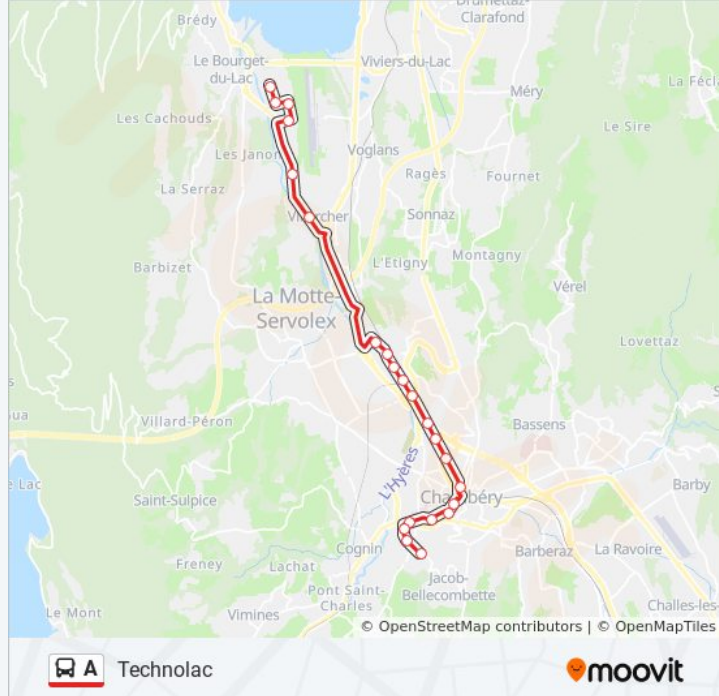 Drumettaz-
Clarafond
Brédy
Le Bourget-
du-Lac
Viviers-du-Lac
La Fécla
Méry
Les Cachouds
Le Sire
Les Janon
Voglans
Ragès
Fournet
La Serraz
Sonnaz
Montagny
Barbizet
L'Etigny
Vérel
La Motte-
Servolex
Lovettaz
Villard-Péron
Bassens
L'Hyères
Chambéry
Barby
Saint-Sulpice
Cognin
Barberaz
La Ravoire
Freney
Lachat
Jacob-
Bellecombette
Pont Saint-
Charles
Le Mont
Vimines
Challes-les-
© OpenStreetMap contributors | © OpenMapTiles
A Technolac
moovit